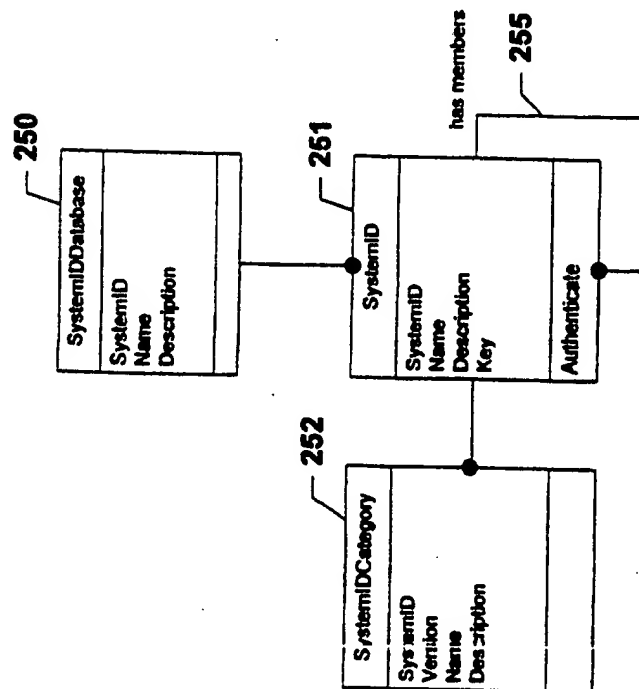 250
SystemIDDatabase
SystemID
Name
Description
251
SystemID
SystemID
Name
Description
Key
Authenticate
has members
255
252
SystemIDCategory
SystemID
Version
Name
Description